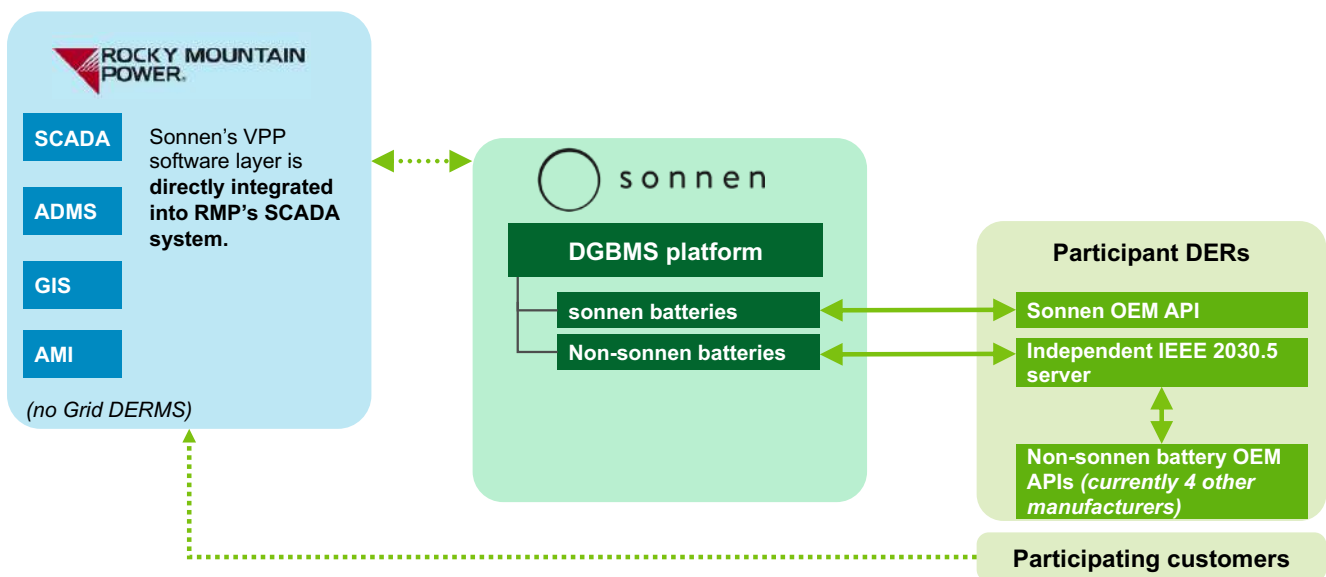 ROCKY MOUNTAIN
POWER.
SCADA
ADMS
GIS
AMI
Sonnen’s VPP
software layer is
directly integrated
into RMP’s SCADA
system.
(no Grid DERMS)
sonnen
DGBMS platform
sonnen batteries
Non-sonnen batteries
Participant DERs
Sonnen OEM API
Independent IEEE 2030.5
server
Non-sonnen battery OEM
APIs (currently 4 other
manufacturers)
Participating customers